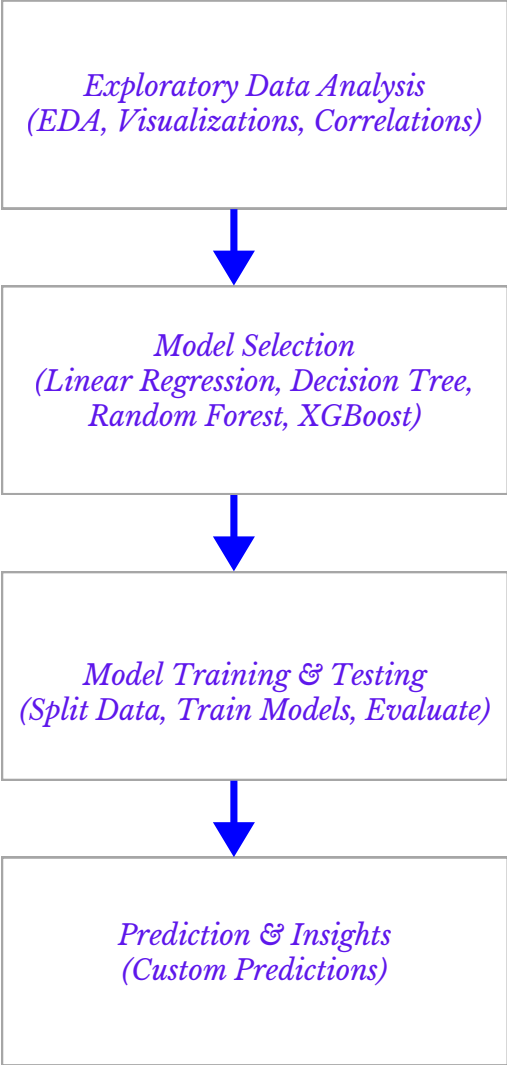 Exploratory Data Analysis
(EDA, Visualizations, Correlations)
Model Selection
(Linear Regression, Decision Tree,
Random Forest, XGBoost)
Model Training & Testing
(Split Data, Train Models, Evaluate)
Prediction & Insights
(Custom Predictions)